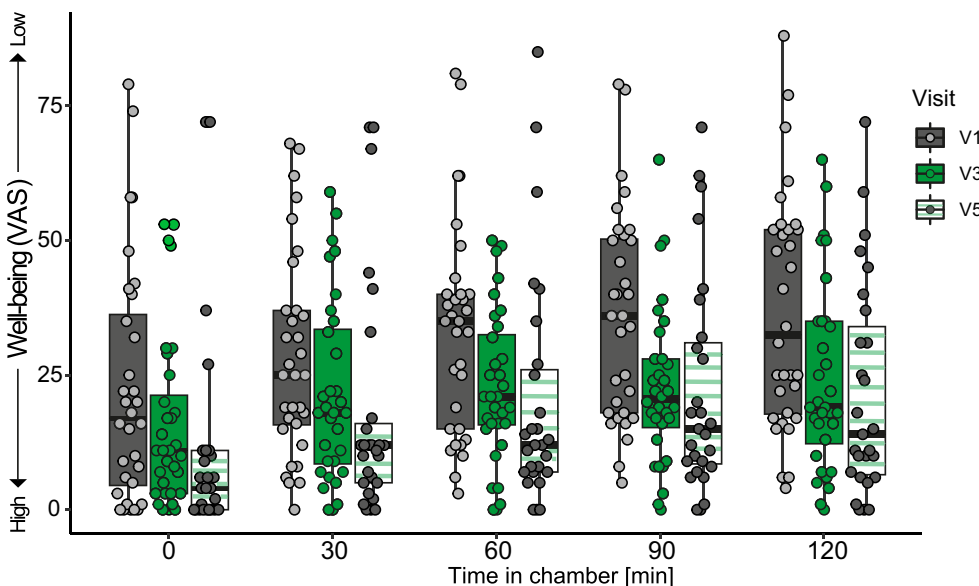 Well-being (VAS)
High
Low
75
50
25
0
0
30
60
90
120
Time in chamber [min]
Visit
V1
V3
V5